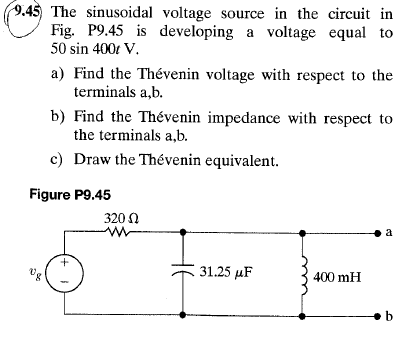 9.45 The sinusoidal voltage source in the circuit in
Fig. P9.45 is developing a voltage equal to
50 sin 400t V.
a) Find the Thévenin voltage with respect to the
terminals a,b.
b) Find the Thévenin impedance with respect to
the terminals a,b.
c) Draw the Thévenin equivalent.
Figure P9.45
320 Ω
a
vg
+
−
31.25 μF
400 mH
b